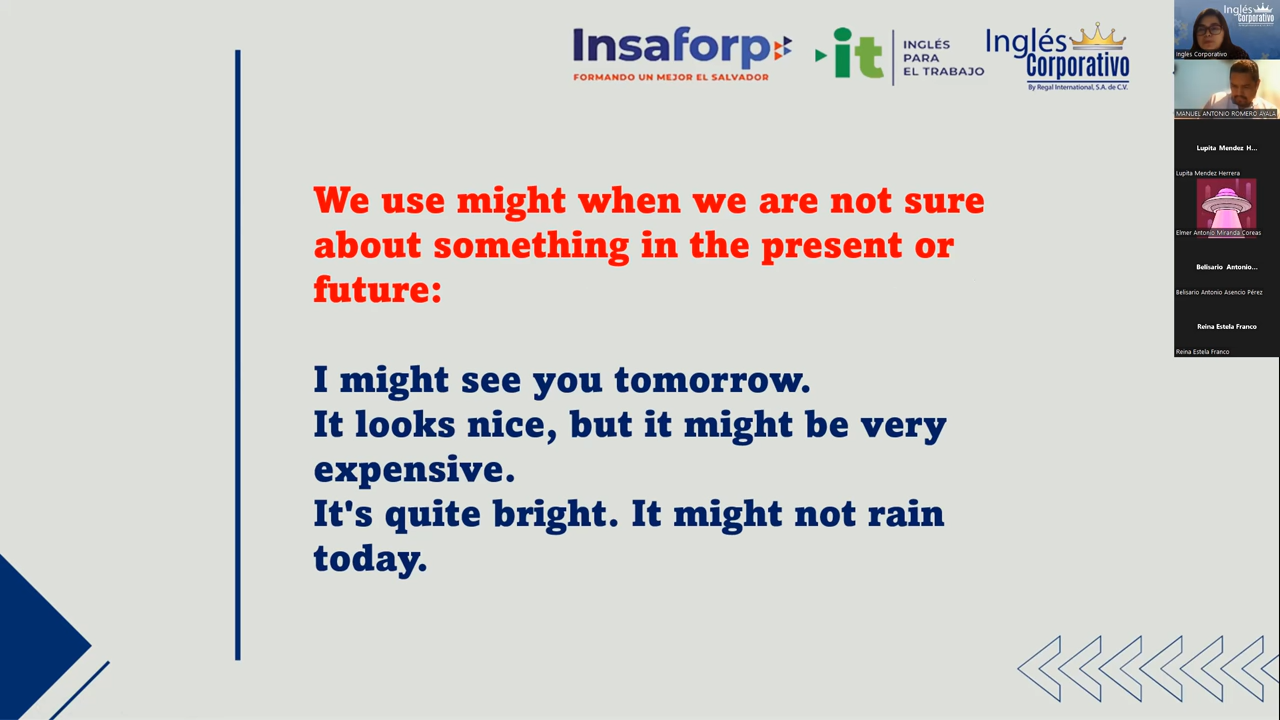 Insaforp
FORMANDO UN MEJOR EL SALVADOR
it
INGLÉS
PARA
EL TRABAJO
Inglés
Corporativo
By Regal International, S.A. de C.V.
We use might when we are not sure
about something in the present or
future:
I might see you tomorrow.
It looks nice, but it might be very
expensive.
It's quite bright. It might not rain
today.
Inglés
Corporativo
Ingles Corporativo
MANUEL ANTONIO ROMERO AYALA
Lupita Mendez H...
Lupita Mendez Herrera
Elmer Antonio Miranda Coreas
Belisario Antonio...
Belisario Antonio Asencio Pérez
Reina Estela Franco
Reina Estela Franco